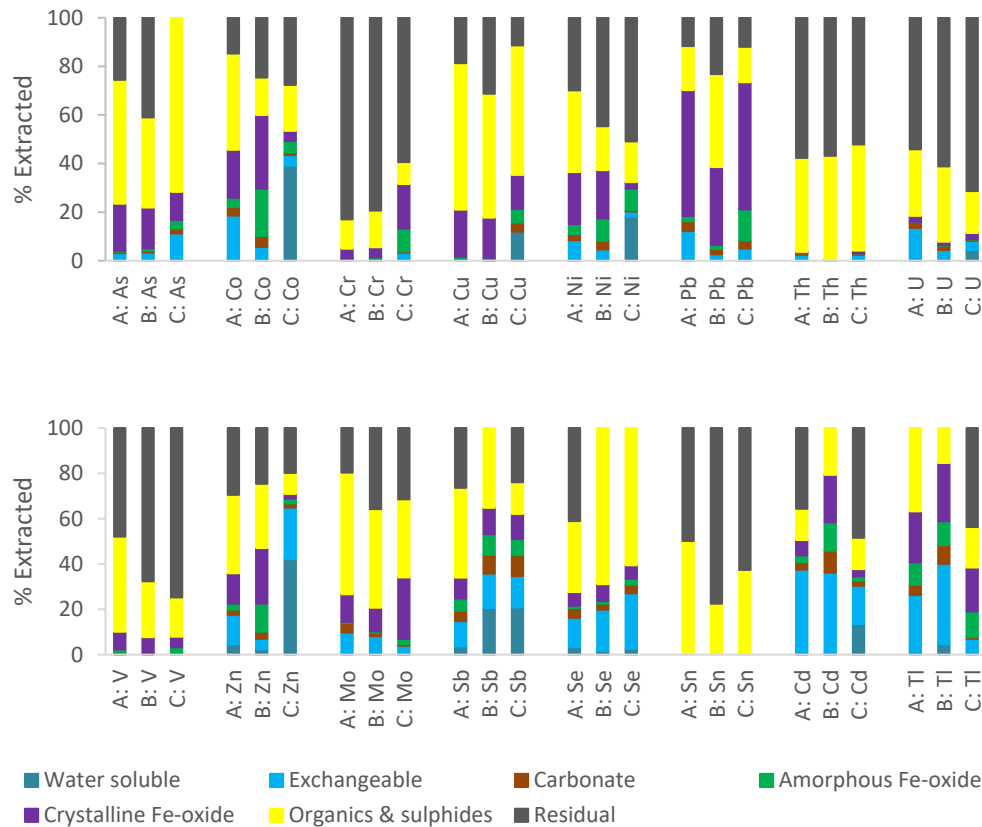 % Extracted
100
80
60
40
20
0
A: As
B: As
C: As
A: Co
B: Co
C: Co
A: Cr
B: Cr
C: Cr
A: Cu
B: Cu
C: Cu
A: Ni
B: Ni
C: Ni
A: Pb
B: Pb
C: Pb
A: Th
B: Th
C: Th
A: U
B: U
C: U
% Extracted
100
80
60
40
20
0
A: V
B: V
C: V
A: Zn
B: Zn
C: Zn
A: Mo
B: Mo
C: Mo
A: Sb
B: Sb
C: Sb
A: Se
B: Se
C: Se
A: Sn
B: Sn
C: Sn
A: Cd
B: Cd
C: Cd
A: Tl
B: Tl
C: Tl
Water soluble Exchangeable Carbonate Amorphous Fe-oxide
Crystalline Fe-oxide Organics & sulphides Residual